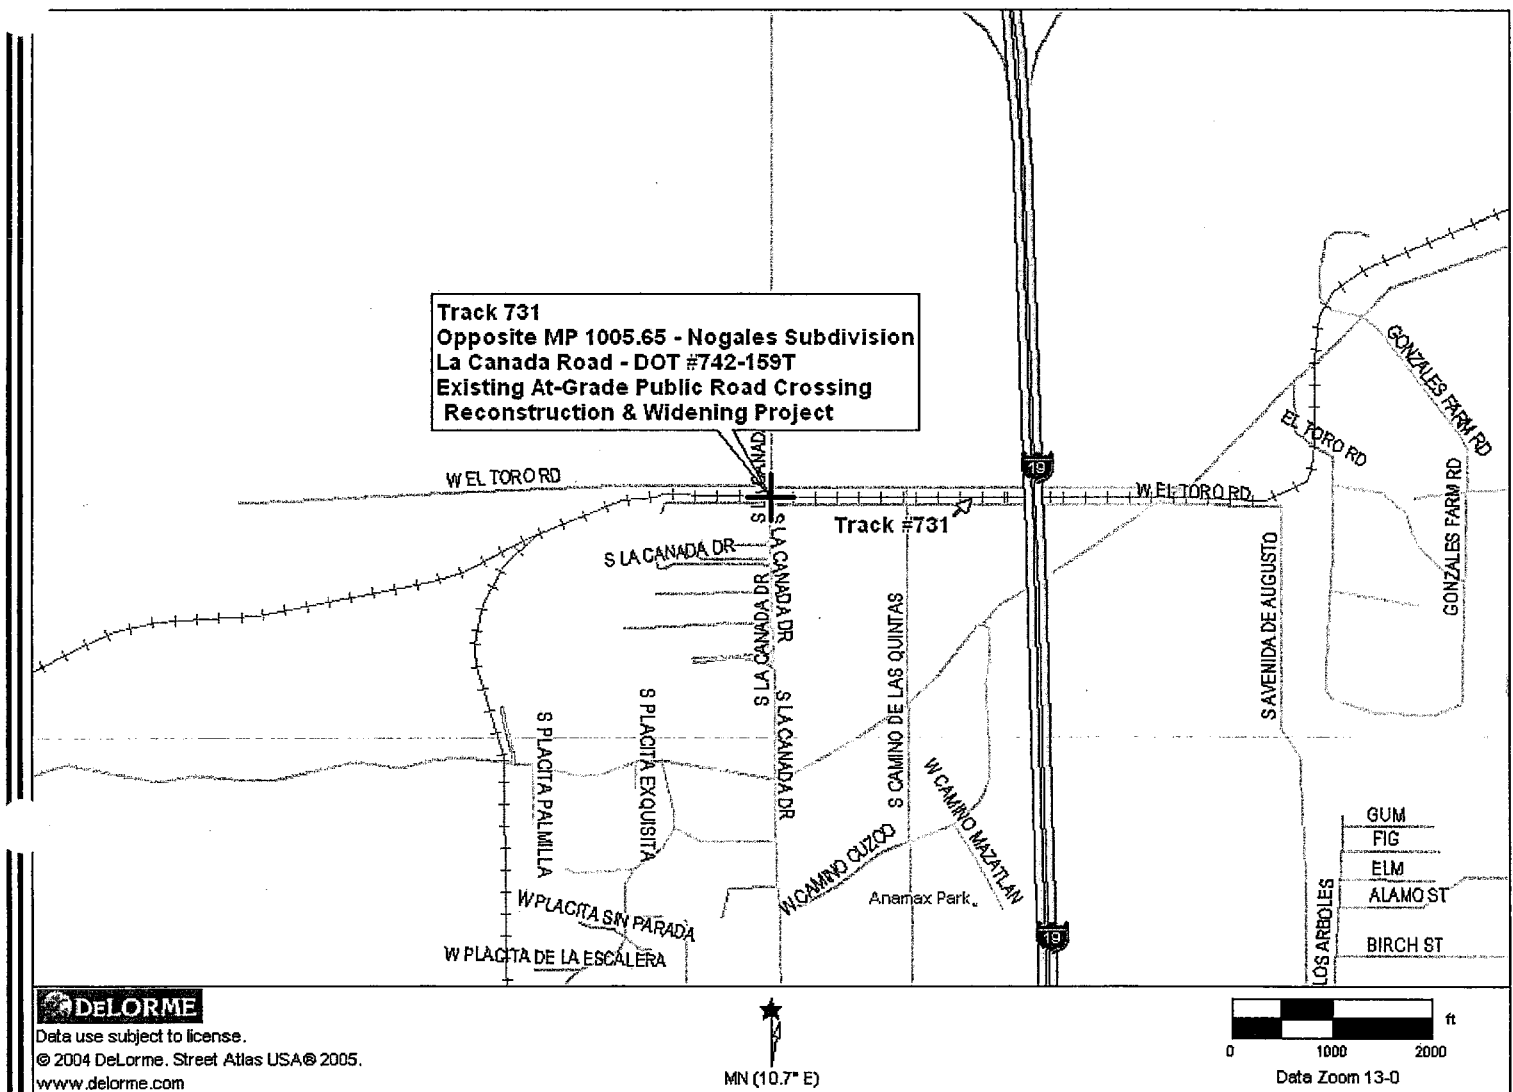 Track 731
Opposite MP 1005.65 - Nogales Subdivision
La Canada Road - DOT #742-159T
Existing At-Grade Public Road Crossing
Reconstruction & Widening Project
GONZALES FARM RD
EL TORO RD
19
W EL TORO RD
W EL TORO RD
Track #731
GONZALES FARM RD
S LA CANADA DR
S LA CANADA DR
S LA CANADA DR
S LA CANADA DR
S CAMINO DE LAS QUINTAS
S AVENIDA DE AUGUSTO
S PLACITA PALMILLA
S PLACITA EXQUISITA
W CAMINO MAZATLAN
W CAMINO CUZCO
Anamax Park
GUM
FIG
ELM
ALAMO ST
LOS ARBOLES
BIRCH ST
W PLACITA SIN PARADA
W PLACITA DE LA ESCALERA
19
DELORME
Data use subject to license.
© 2004 DeLorme. Street Atlas USA® 2005.
www.delorme.com
MN (10.7° E)
ft
0 1000 2000
Data Zoom 13-0